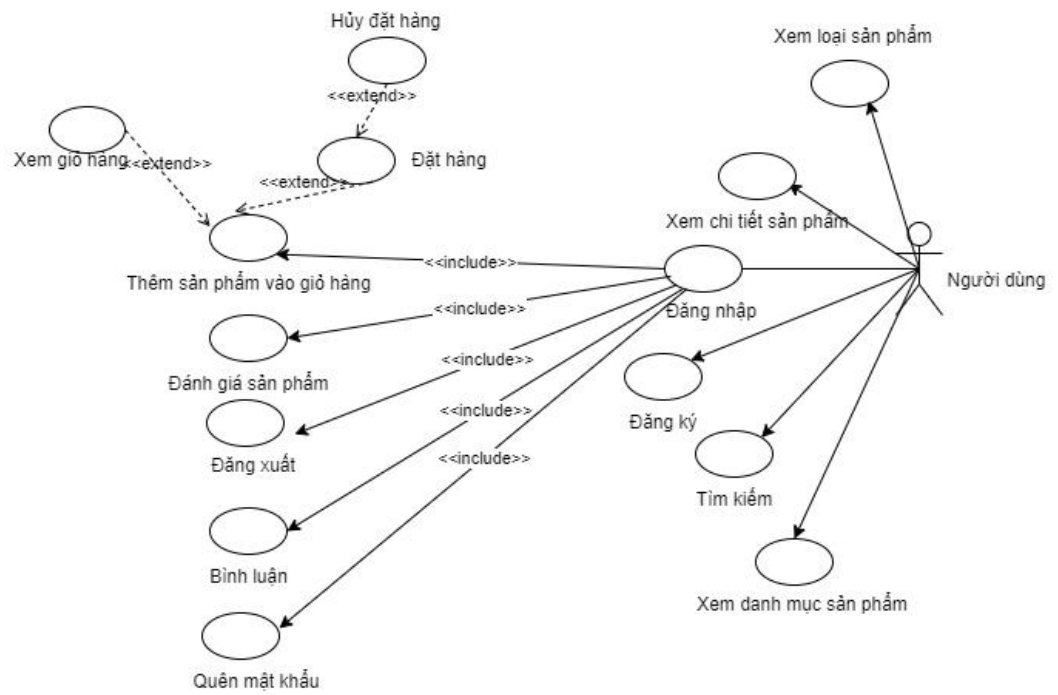 Hủy đặt hàng
Xem loại sản phẩm
<<extend>>
Xem giỏ hàng
<<extend>>
Đặt hàng
<<extend>>
Xem chi tiết sản phẩm
Thêm sản phẩm vào giỏ hàng
<<include>>
Người dùng
Đăng nhập
<<include>>
Đánh giá sản phẩm
<<include>>
Đăng ký
<<include>>
Đăng xuất
<<include>>
Tìm kiếm
Bình luận
Xem danh mục sản phẩm
Quên mật khẩu